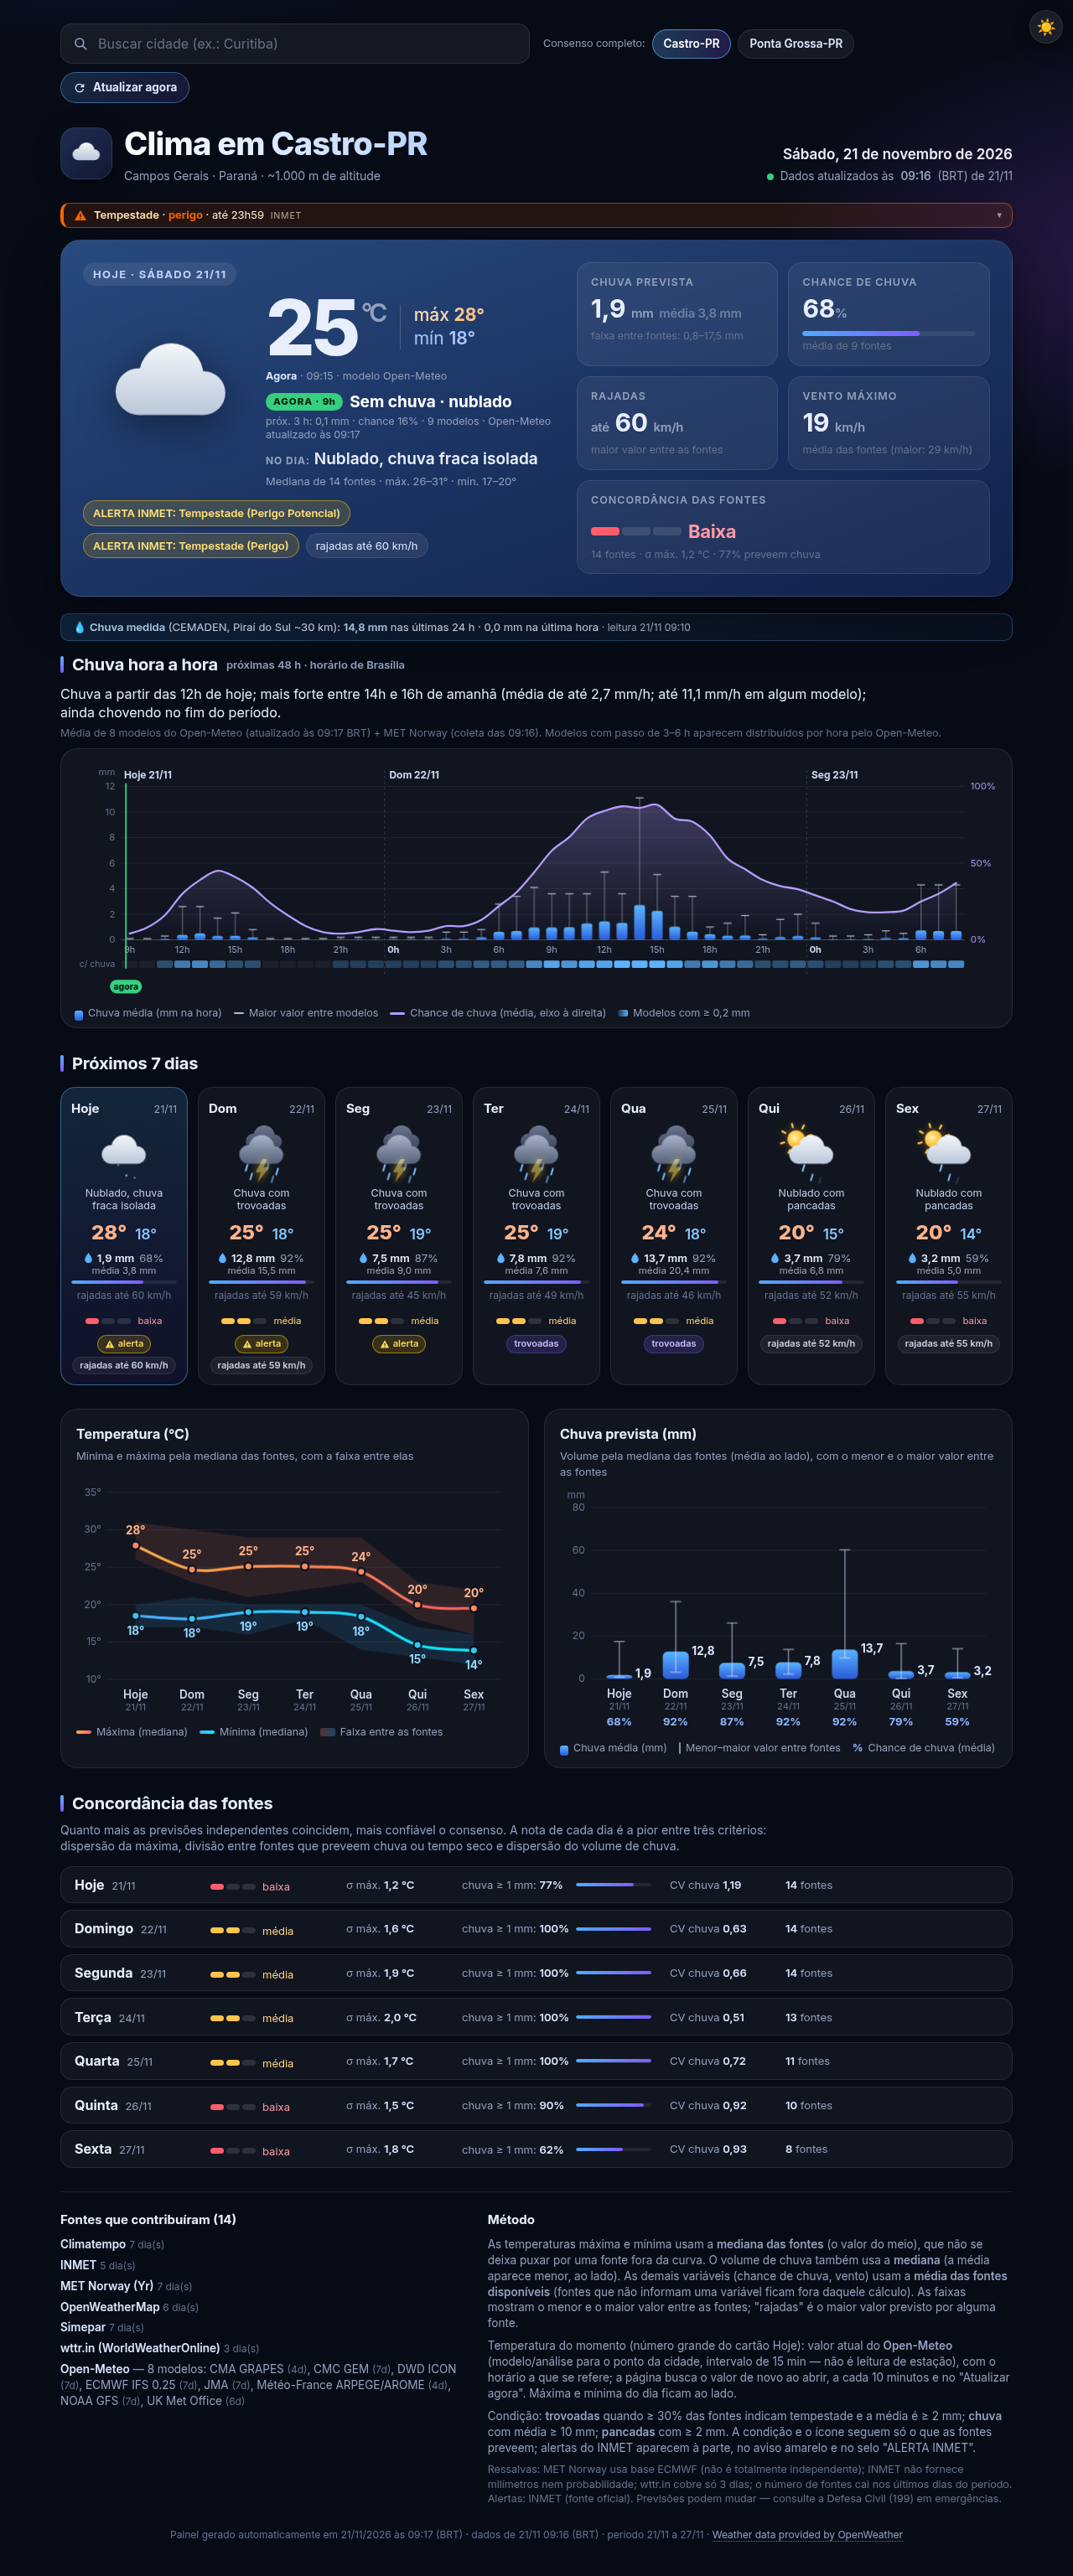 Buscar cidade (ex.: Curitiba)
Consenso completo: Castro-PR Ponta Grossa-PR
Atualizar agora
Clima em Castro-PR
Campos Gerais · Paraná · ~1.000 m de altitude
Sábado, 21 de novembro de 2026
Dados atualizados às 09:16 (BRT) de 21/11
Tempestade · perigo · até 23h59 INMET
HOJE · SÁBADO 21/11
25°C
máx 28°
mín 18°
Agora · 09:15 · modelo Open-Meteo
AGORA · 9h Sem chuva · nublado
próx. 3 h: 0,1 mm · chance 16% · 9 modelos · Open-Meteo
atualizado às 09:17
NO DIA: Nublado, chuva fraca isolada
Mediana de 14 fontes · máx. 26–31° · mín. 17–20°
ALERTA INMET: Tempestade (Perigo Potencial)
ALERTA INMET: Tempestade (Perigo) rajadas até 60 km/h
CHUVA PREVISTA
1,9 mm média 3,8 mm
faixa entre fontes: 0,8–17,5 mm
CHANCE DE CHUVA
68%
média de 9 fontes
RAJADAS
até 60 km/h
maior valor entre as fontes
VENTO MÁXIMO
19 km/h
média das fontes (maior: 29 km/h)
CONCORDÂNCIA DAS FONTES
Baixa
14 fontes · σ máx. 1,2 °C · 77% preveem chuva
Chuva medida (CEMADEN, Piraí do Sul ~30 km): 14,8 mm nas últimas 24 h · 0,0 mm na última hora · leitura 21/11 09:10
Chuva hora a hora próximas 48 h · horário de Brasília
Chuva a partir das 12h de hoje; mais forte entre 14h e 16h de amanhã (média de até 2,7 mm/h; até 11,1 mm/h em algum modelo);
ainda chovendo no fim do período.
Média de 8 modelos do Open-Meteo (atualizado às 09:17 BRT) + MET Norway (coleta das 09:16). Modelos com passo de 3–6 h aparecem distribuídos por hora pelo Open-Meteo.
mm Hoje 21/11 Dom 22/11 Seg 23/11
12 100%
10
8
6 50%
4
2
0 0%
9h 12h 15h 18h 21h 0h 3h 6h 9h 12h 15h 18h 21h 0h 3h 6h
c/ chuva
agora
Chuva média (mm na hora) Maior valor entre modelos Chance de chuva (média, eixo à direita) Modelos com ≥ 0,2 mm
Próximos 7 dias
Hoje 21/11
Nublado, chuva
fraca isolada
28° 18°
1,9 mm 68%
média 3,8 mm
rajadas até 60 km/h
baixa
alerta
rajadas até 60 km/h
Dom 22/11
Chuva com
trovoadas
25° 18°
12,8 mm 92%
média 15,5 mm
rajadas até 59 km/h
média
alerta
rajadas até 59 km/h
Seg 23/11
Chuva com
trovoadas
25° 19°
7,5 mm 87%
média 9,0 mm
rajadas até 45 km/h
média
alerta
Ter 24/11
Chuva com
trovoadas
25° 19°
7,8 mm 92%
média 7,6 mm
rajadas até 49 km/h
média
trovoadas
Qua 25/11
Chuva com
trovoadas
24° 18°
13,7 mm 92%
média 20,4 mm
rajadas até 46 km/h
média
trovoadas
Qui 26/11
Nublado com
pancadas
20° 15°
3,7 mm 79%
média 6,8 mm
rajadas até 52 km/h
baixa
rajadas até 52 km/h
Sex 27/11
Nublado com
pancadas
20° 14°
3,2 mm 59%
média 5,0 mm
rajadas até 55 km/h
baixa
rajadas até 55 km/h
Temperatura (°C)
Mínima e máxima pela mediana das fontes, com a faixa entre elas
35°
30°
25°
20°
15°
10°
28° 25° 25° 25° 24° 20° 20°
18° 18° 19° 19° 18° 15° 14°
Hoje Dom Seg Ter Qua Qui Sex
21/11 22/11 23/11 24/11 25/11 26/11 27/11
Máxima (mediana) Mínima (mediana) Faixa entre as fontes
Chuva prevista (mm)
Volume pela mediana das fontes (média ao lado), com o menor e o maior valor entre
as fontes
mm
80
60
40
20
0
1,9 12,8 7,5 7,8 13,7 3,7 3,2
Hoje Dom Seg Ter Qua Qui Sex
21/11 22/11 23/11 24/11 25/11 26/11 27/11
68% 92% 87% 92% 92% 79% 59%
Chuva média (mm) Menor–maior valor entre fontes % Chance de chuva (média)
Concordância das fontes
Quanto mais as previsões independentes coincidem, mais confiável o consenso. A nota de cada dia é a pior entre três critérios:
dispersão da máxima, divisão entre fontes que preveem chuva ou tempo seco e dispersão do volume de chuva.
Hoje 21/11 baixa σ máx. 1,2 °C chuva ≥ 1 mm: 77% CV chuva 1,19 14 fontes
Domingo 22/11 média σ máx. 1,6 °C chuva ≥ 1 mm: 100% CV chuva 0,63 14 fontes
Segunda 23/11 média σ máx. 1,9 °C chuva ≥ 1 mm: 100% CV chuva 0,66 14 fontes
Terça 24/11 média σ máx. 2,0 °C chuva ≥ 1 mm: 100% CV chuva 0,51 13 fontes
Quarta 25/11 média σ máx. 1,7 °C chuva ≥ 1 mm: 100% CV chuva 0,72 11 fontes
Quinta 26/11 baixa σ máx. 1,5 °C chuva ≥ 1 mm: 90% CV chuva 0,92 10 fontes
Sexta 27/11 baixa σ máx. 1,8 °C chuva ≥ 1 mm: 62% CV chuva 0,93 8 fontes
Fontes que contribuíram (14)
Climatempo 7 dia(s)
INMET 5 dia(s)
MET Norway (Yr) 7 dia(s)
OpenWeatherMap 6 dia(s)
Simepar 7 dia(s)
wttr.in (WorldWeatherOnline) 3 dia(s)
Open-Meteo — 8 modelos: CMA GRAPES (4d), CMC GEM (7d), DWD ICON
(7d), ECMWF IFS 0.25 (7d), JMA (7d), Météo-France ARPEGE/AROME (4d),
NOAA GFS (7d), UK Met Office (6d)
Método
As temperaturas máxima e mínima usam a mediana das fontes (o valor do meio), que não se
deixa puxar por uma fonte fora da curva. O volume de chuva também usa a mediana (a média
aparece menor, ao lado). As demais variáveis (chance de chuva, vento) usam a média das fontes
disponíveis (fontes que não informam uma variável ficam fora daquele cálculo). As faixas
mostram o menor e o maior valor entre as fontes; "rajadas" é o maior valor previsto por alguma
fonte.
Temperatura do momento (número grande do cartão Hoje): valor atual do Open-Meteo
(modelo/análise para o ponto da cidade, intervalo de 15 min — não é leitura de estação), com o
horário a que se refere; a página busca o valor de novo ao abrir, a cada 10 minutos e no "Atualizar
agora". Máxima e mínima do dia ficam ao lado.
Condição: trovoadas quando ≥ 30% das fontes indicam tempestade e a média é ≥ 2 mm; chuva
com média ≥ 10 mm; pancadas com ≥ 2 mm. A condição e o ícone seguem só o que as fontes
preveem; alertas do INMET aparecem à parte, no aviso amarelo e no selo "ALERTA INMET".
Ressalvas: MET Norway usa base ECMWF (não é totalmente independente); INMET não fornece
milímetros nem probabilidade; wttr.in cobre só 3 dias; o número de fontes cai nos últimos dias do período.
Alertas: INMET (fonte oficial). Previsões podem mudar — consulte a Defesa Civil (199) em emergências.
Painel gerado automaticamente em 21/11/2026 às 09:17 (BRT) · dados de 21/11 09:16 (BRT) · período 21/11 a 27/11 · Weather data provided by OpenWeather